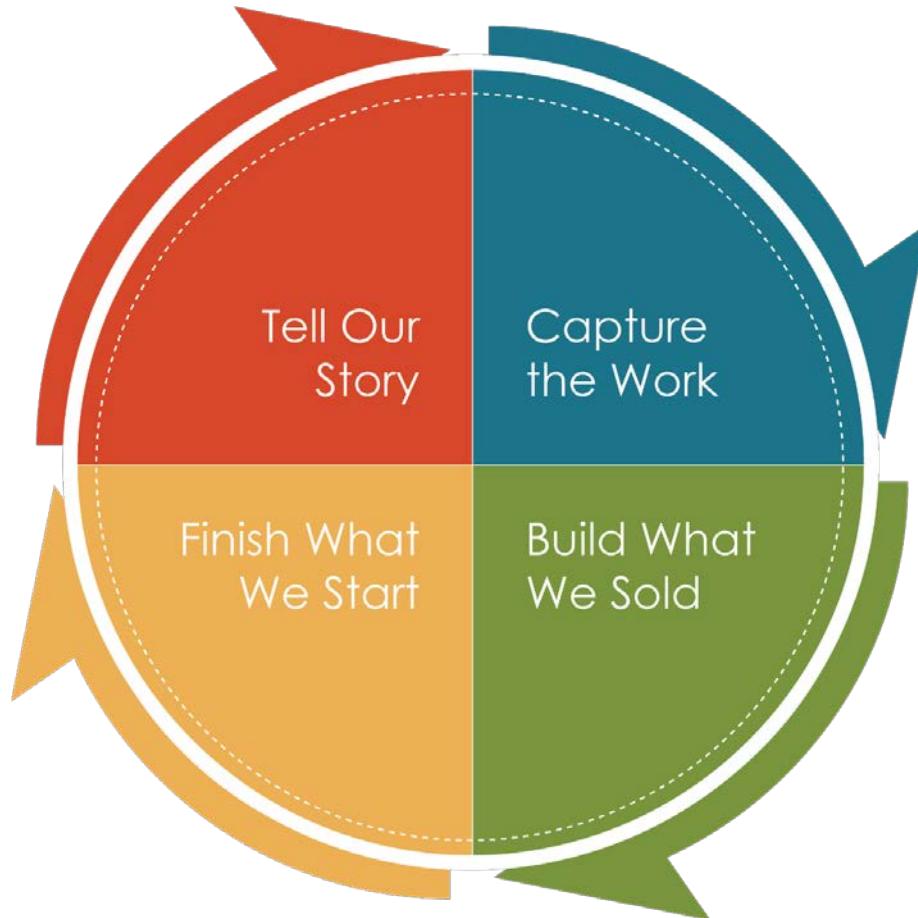 Tell Our
Story
Capture
the Work
Finish What
We Start
Build What
We Sold